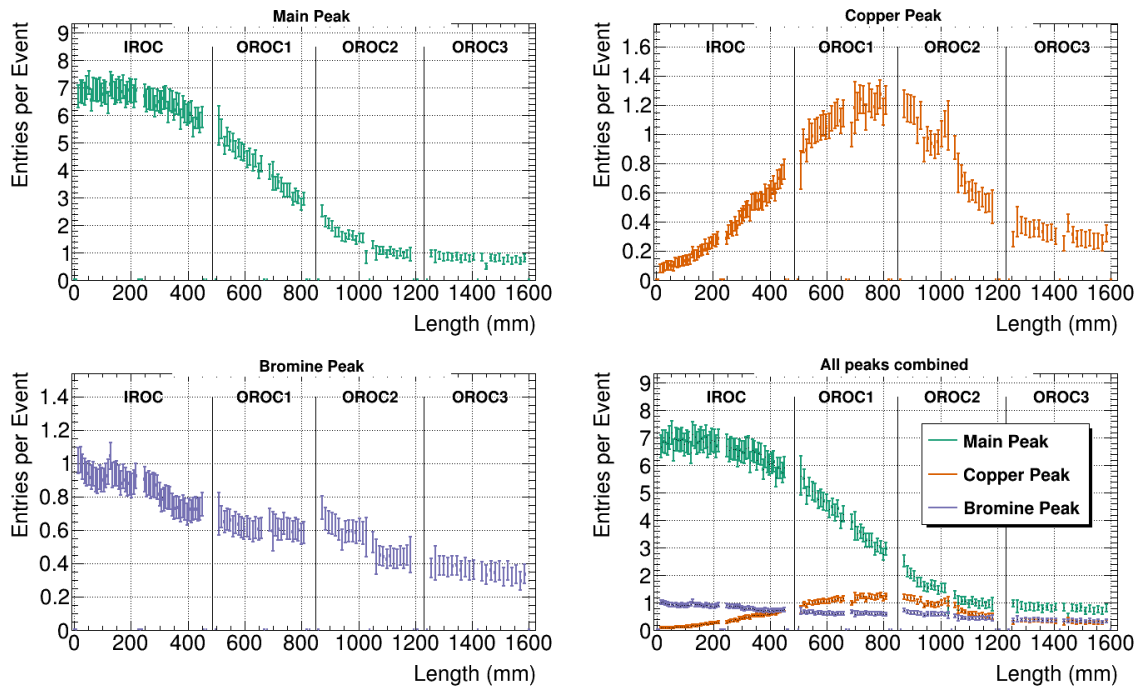 Main Peak
Entries per Event
9
8
7
6
5
4
3
2
1
0
IROC OROC1 OROC2 OROC3
0 200 400 600 800 1000 1200 1400 1600
Length (mm)
Copper Peak
Entries per Event
1.6
1.4
1.2
1
0.8
0.6
0.4
0.2
0
IROC OROC1 OROC2 OROC3
0 200 400 600 800 1000 1200 1400 1600
Length (mm)
Bromine Peak
Entries per Event
1.4
1.2
1
0.8
0.6
0.4
0.2
0
IROC OROC1 OROC2 OROC3
0 200 400 600 800 1000 1200 1400 1600
Length (mm)
All peaks combined
Entries per Event
9
8
7
6
5
4
3
2
1
0
IROC OROC1 OROC2 OROC3
Main Peak
Copper Peak
Bromine Peak
0 200 400 600 800 1000 1200 1400 1600
Length (mm)